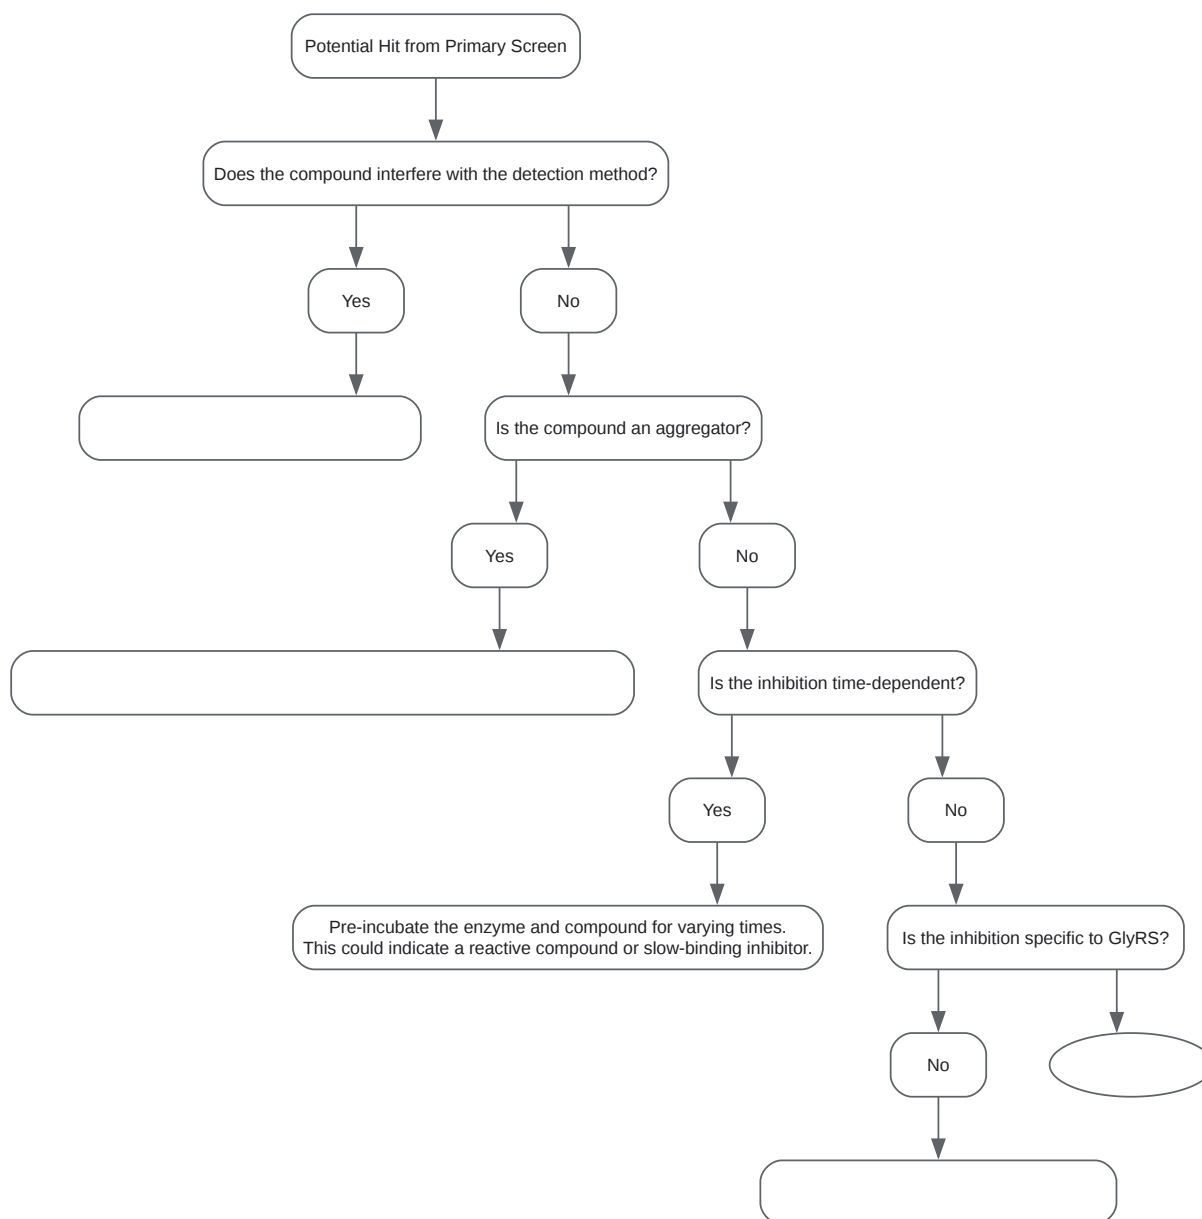 Potential Hit from Primary Screen
Does the compound interfere with the detection method?
Yes
No
Is the compound an aggregator?
Yes
No
Is the inhibition time-dependent?
Yes
No
Pre-incubate the enzyme and compound for varying times.
This could indicate a reactive compound or slow-binding inhibitor.
Is the inhibition specific to GlyRS?
No